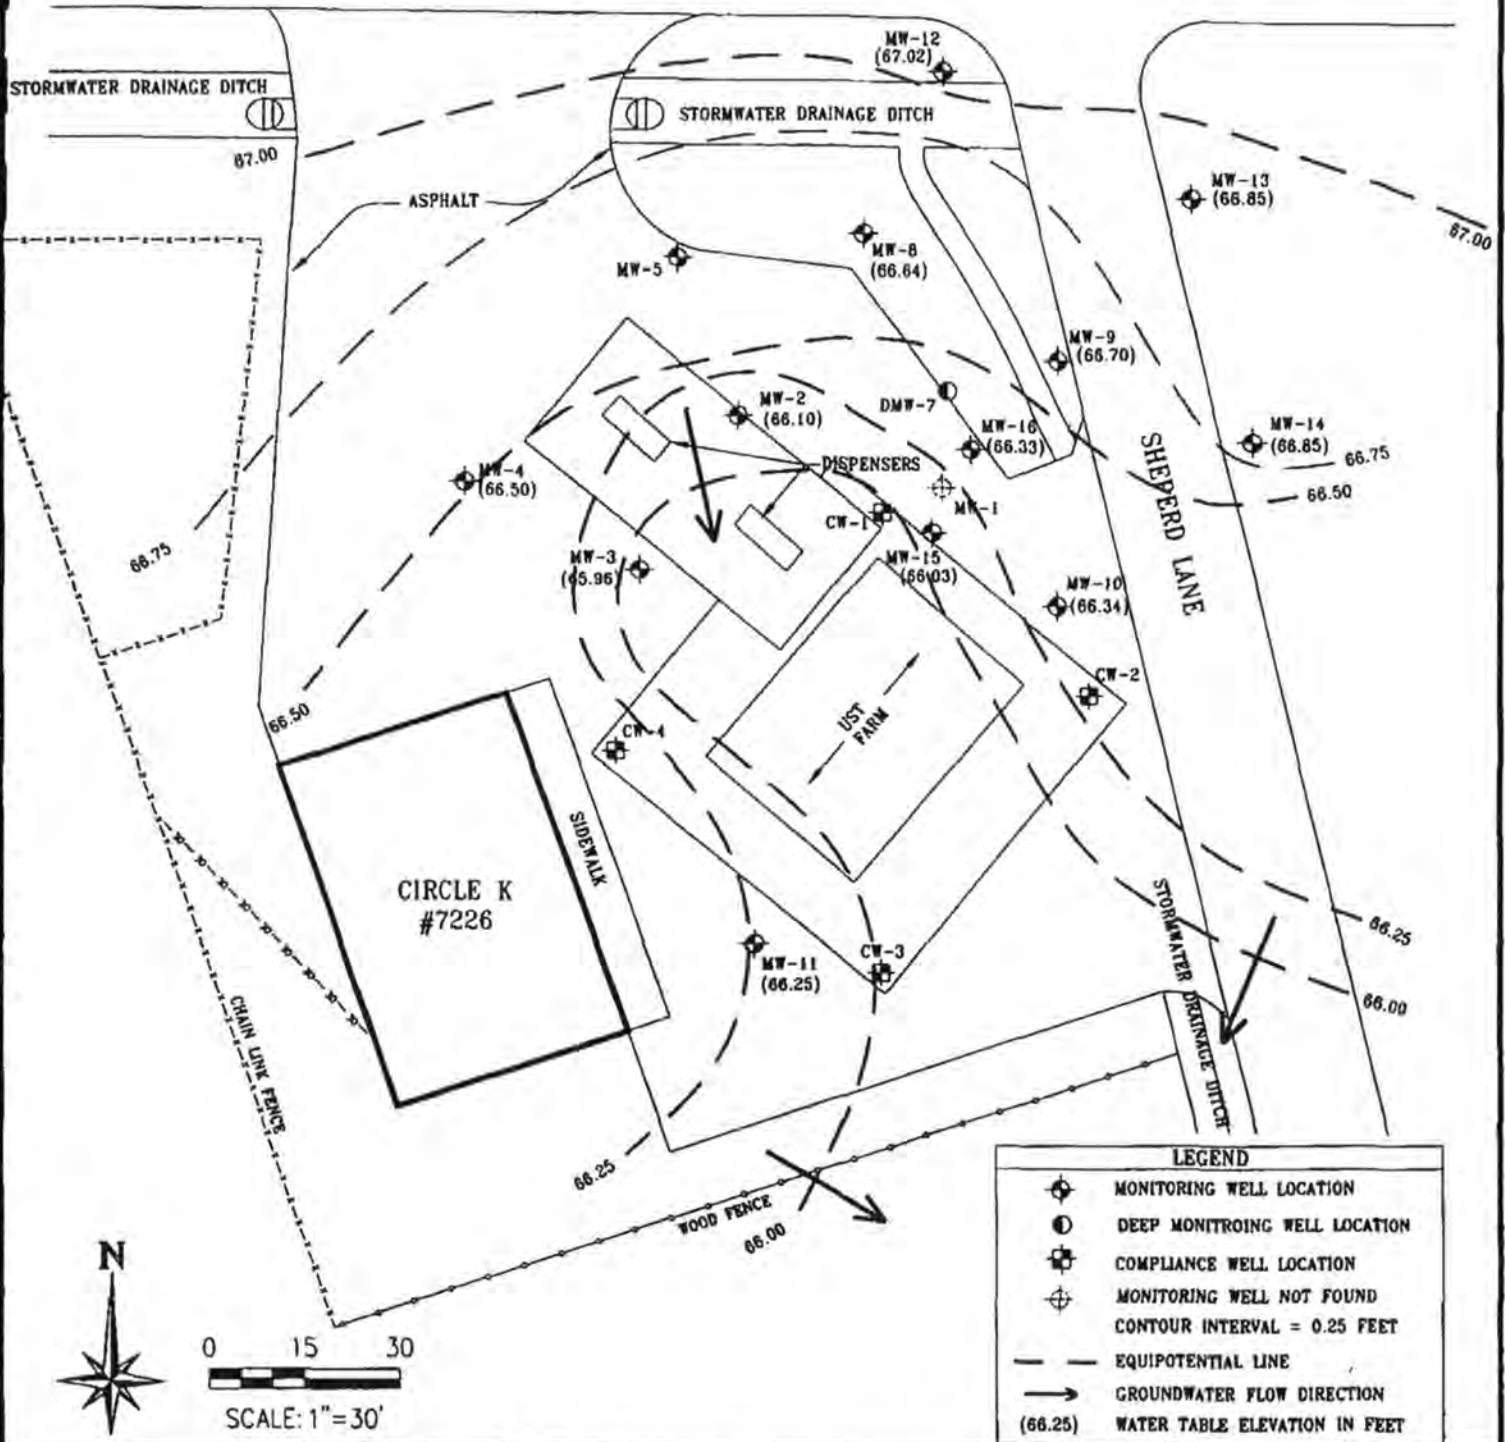 MW-12
(67.02)
STORMWATER DRAINAGE DITCH
STORMWATER DRAINAGE DITCH
67.00
ASPHALT
MW-13
(66.85)
67.00
MW-5
MW-8
(66.64)
MW-9
(66.70)
MW-2
(66.10)
DMW-7
MW-16
(66.33)
MW-14
(66.85)
66.75
66.50
MW-4
(66.50)
DISPENSERS
SHEPERD LANE
MW-1
CW-1
66.75
MW-3
(65.96)
MW-15
(66.03)
MW-10
(66.34)
CW-2
66.50
CW-4
UST
FARM
SIDEWALK
CIRCLE K
#7226
STORMWATER DRAINAGE DITCH
66.25
MW-11
(66.25)
CW-3
66.00
CHAIN LINK FENCE
66.25
WOOD FENCE
66.00
LEGEND
MONITORING WELL LOCATION
DEEP MONITROING WELL LOCATION
COMPLIANCE WELL LOCATION
MONITORING WELL NOT FOUND
CONTOUR INTERVAL = 0.25 FEET
EQUIPOTENTIAL LINE
GROUNDWATER FLOW DIRECTION
(66.25) WATER TABLE ELEVATION IN FEET
N
0 15 30
SCALE: 1"=30'